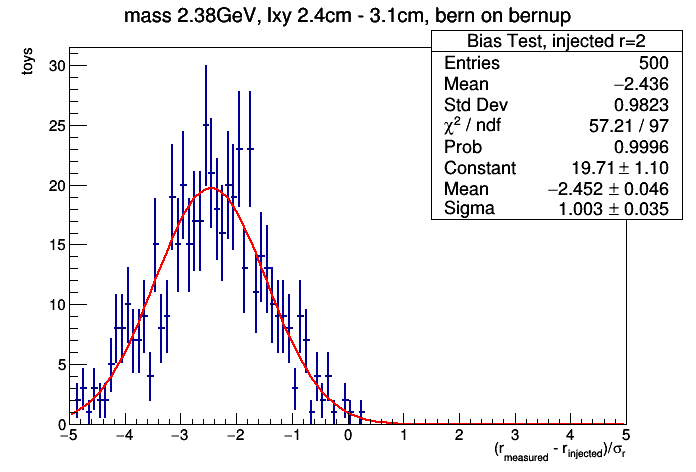 mass 2.38GeV, lxy 2.4cm - 3.1cm, bern on bernup
Bias Test, injected r=2
Entries 500
Mean −2.436
Std Dev 0.9823
χ² / ndf 57.21 / 97
Prob 0.9996
Constant 19.71 ± 1.10
Mean −2.452 ± 0.046
Sigma 1.003 ± 0.035
toys
30
25
20
15
10
5
0
−5 −4 −3 −2 −1 0 1 2 3 4 5
(r_measured - r_injected)/σ_r